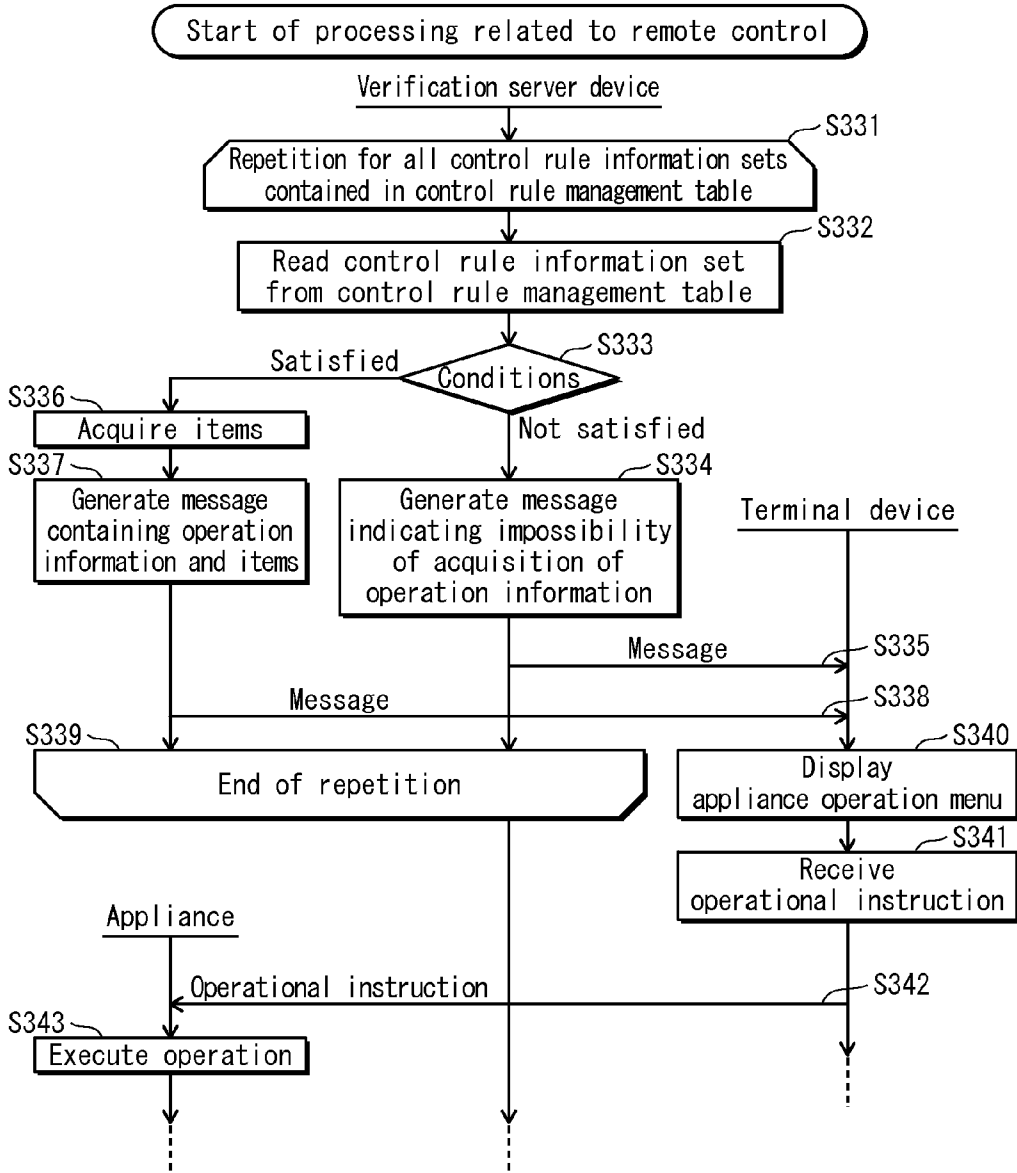 Start of processing related to remote control
Verification server device
S331
Repetition for all control rule information sets
contained in control rule management table
S332
Read control rule information set
from control rule management table
S333
Satisfied
Conditions
S336
Acquire items
Not satisfied
S337
Generate message
containing operation
information and items
S334
Generate message
indicating impossibility
of acquisition of
operation information
Terminal device
Message
S335
Message
S338
S339
End of repetition
S340
Display
appliance operation menu
S341
Receive
operational instruction
Appliance
Operational instruction
S342
S343
Execute operation